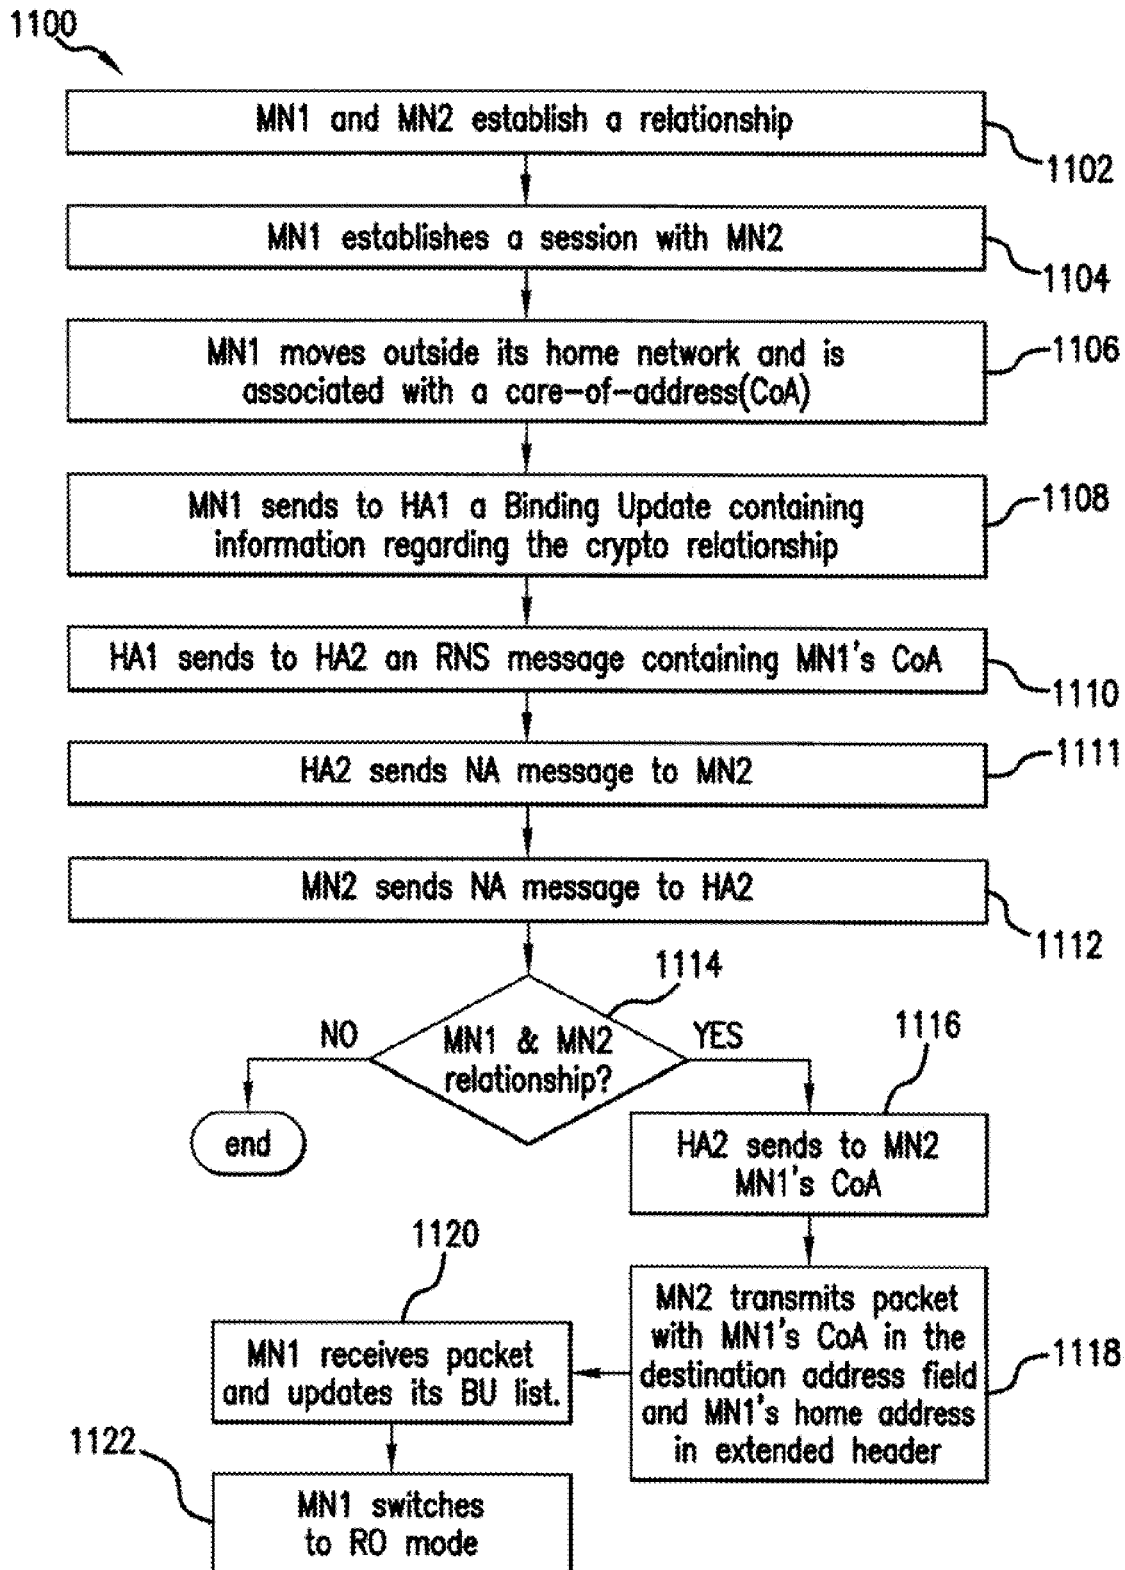 1100
MN1 and MN2 establish a relationship
1102
MN1 establishes a session with MN2
1104
MN1 moves outside its home network and is
associated with a care-of-address(CoA)
1106
MN1 sends to HA1 a Binding Update containing
information regarding the crypto relationship
1108
HA1 sends to HA2 an RNS message containing MN1's CoA
1110
HA2 sends NA message to MN2
1111
MN2 sends NA message to HA2
1112
1114
MN1 & MN2
relationship?
NO
YES
end
1116
HA2 sends to MN2
MN1's CoA
MN2 transmits packet
with MN1's CoA in the
destination address field
and MN1's home address
in extended header
1118
1120
MN1 receives packet
and updates its BU list.
1122
MN1 switches
to RO mode